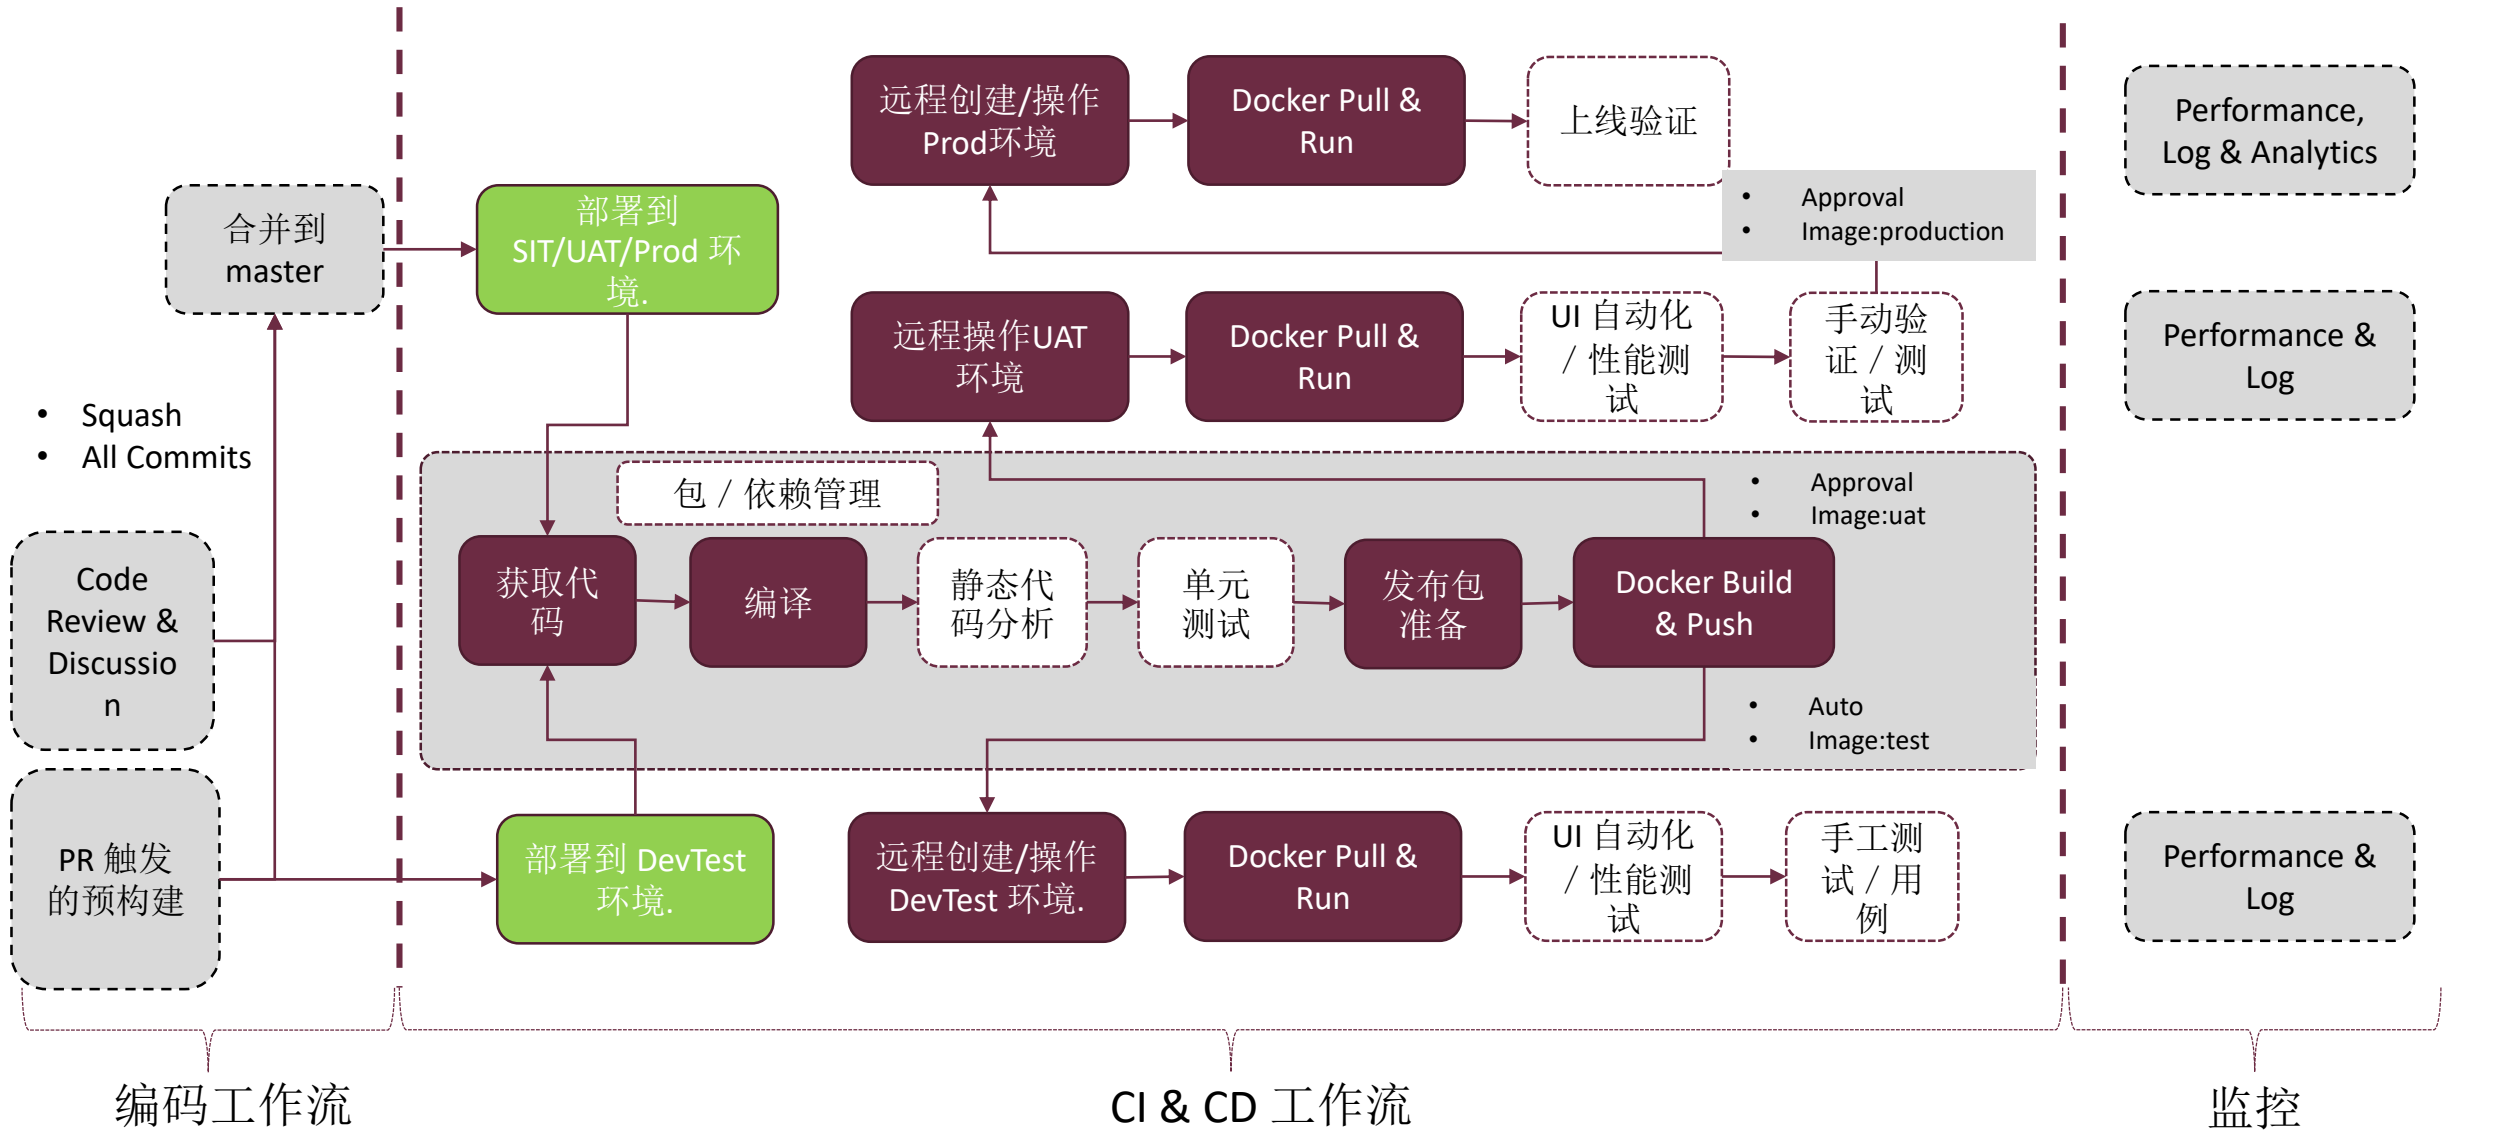 远程创建/操作
Prod环境
Docker Pull &
Run
上线验证
Performance,
Log & Analytics
• Approval
• Image:production
合并到
master
部署到
SIT/UAT/Prod 环
境.
远程操作UAT
环境
Docker Pull &
Run
UI 自动化
/ 性能测
试
手动验
证 / 测
试
Performance &
Log
• Squash
• All Commits
包 / 依赖管理
• Approval
• Image:uat
Code
Review &
Discussio
n
获取代
码
编译
静态代
码分析
单元
测试
发布包
准备
Docker Build
& Push
• Auto
• Image:test
PR 触发
的预构建
部署到 DevTest
环境.
远程创建/操作
DevTest 环境.
Docker Pull &
Run
UI 自动化
/ 性能测
试
手工测
试 / 用
例
Performance &
Log
编码工作流
CI & CD 工作流
监控